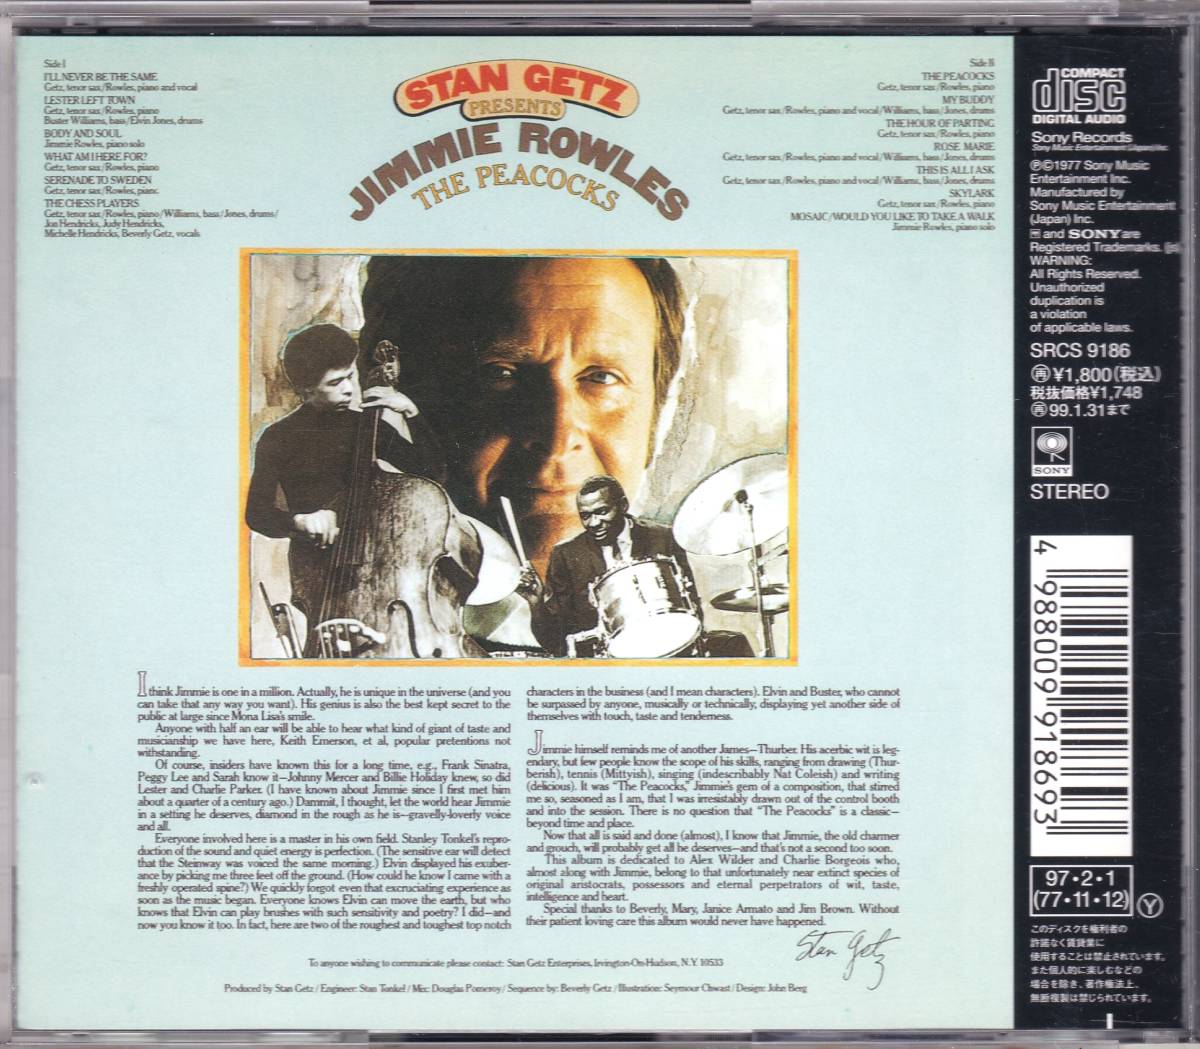 Side I
I'LL NEVER BE THE SAME
Getz, tenor sax/Rowles, piano and vocal
LESTER LEFT TOWN
Getz, tenor sax/Rowles, piano
Buster Williams, bass/Elvin Jones, drums
BODY AND SOUL
Jimmie Rowles, piano solo
WHAT AM I HERE FOR?
Getz, tenor sax/Rowles, piano
SERENADE TO SWEDEN
Getz, tenor sax/Rowles, piano
THE CHESS PLAYERS
Getz, tenor sax/Rowles, piano/Williams, bass/Jones, drums/
Jon Hendricks, Judy Hendricks,
Michelle Hendricks, Beverly Getz, vocals
STAN GETZ
PRESENTS
JIMMIE ROWLES
THE PEACOCKS
Side II
THE PEACOCKS
Getz, tenor sax/Rowles, piano
MY BUDDY
Getz, tenor sax/Rowles, piano and vocal/Williams, bass/Jones, drums
THE HOUR OF PARTING
Getz, tenor sax/Rowles, piano
ROSE MARIE
Getz, tenor sax/Rowles, piano and vocal/Williams, bass/Jones, drums
THIS IS ALL I ASK
Getz, tenor sax/Rowles, piano and vocal/Williams, bass/Jones, drums
SKYLARK
Getz, tenor sax/Rowles, piano
MOSAIC/WOULD YOU LIKE TO TAKE A WALK
Jimmie Rowles, piano solo
I think Jimmie is one in a million. Actually, he is unique in the universe (and you
can take that any way you want). His genius is also the best kept secret to the
public at large since Mona Lisa's smile.
Anyone with half an ear will be able to hear what kind of giant of taste and
musicianship we have here, Keith Emerson, et al, popular pretentions not
withstanding.
Of course, insiders have known this for a long time, e.g., Frank Sinatra,
Peggy Lee and Sarah know it—Johnny Mercer and Billie Holiday knew, so did
Lester and Charlie Parker. (I have known about Jimmie since I first met him
about a quarter of a century ago.) Dammit, I thought, let the world hear Jimmie
in a setting he deserves, diamond in the rough as he is—gravelly-loverly voice
and all.
Everyone involved here is a master in his own field. Stanley Tonkel's repro-
duction of the sound and quiet energy is perfection. (The sensitive ear will detect
that the Steinway was voiced the same morning.) Elvin displayed his exuber-
ance by picking me three feet off the ground. (How could he know I came with a
freshly operated spine?) We quickly forgot even that excruciating experience as
soon as the music began. Everyone knows Elvin can move the earth, but who
knows that Elvin can play brushes with such sensitivity and poetry? I did—and
now you know it too. In fact, here are two of the roughest and toughest top notch
characters in the business (and I mean characters). Elvin and Buster, who cannot
be surpassed by anyone, musically or technically, displaying yet another side of
themselves with touch, taste and tenderness.
Jimmie himself reminds me of another James—Thurber. His acerbic wit is leg-
endary, but few people know the scope of his skills, ranging from drawing (Thur-
berish), tennis (Mittyish), singing (indescribably Nat Coleish) and writing
(delicious). It was "The Peacocks," Jimmie's gem of a composition, that stirred
me so, seasoned as I am, that I was irresistably drawn out of the control booth
and into the session. There is no question that "The Peacocks" is a classic—
beyond time and place.
Now that all is said and done (almost), I know that Jimmie, the old charmer
and grouch, will probably get all he deserves—and that's not a second too soon.
This album is dedicated to Alex Wilder and Charlie Borgeois who,
almost along with Jimmie, belong to that unfortunately near extinct species of
original aristocrats, possessors and eternal perpetrators of wit, taste,
intelligence and heart.
Special thanks to Beverly, Mary, Janice Armato and Jim Brown. Without
their patient loving care this album would never have happened.
Stan Getz
To anyone wishing to communicate please contact: Stan Getz Enterprises, Irvington-On-Hudson, N.Y. 10533
Produced by Stan Getz / Engineer: Stan Tonkel / Mix: Douglas Pomeroy / Sequence by: Beverly Getz / Illustration: Seymour Chwast / Design: John Berg
COMPACT
disc
DIGITAL AUDIO
Sony Records
Sony Music Entertainment (Japan) Inc.
℗©1977 Sony Music
Entertainment Inc.
Manufactured by
Sony Music Entertainment
(Japan) Inc.
and SONY are
Registered Trademarks.
WARNING:
All Rights Reserved.
Unauthorized
duplication is
a violation
of applicable laws.
SRCS 9186
㊢¥1,800(税込)
税抜価格¥1,748
㊢99.1.31まで
SONY
STEREO
4 988009 918693
97・2・1
(77・11・12) Ⓨ
このディスクを権利者の
許諾なく賃貸業に
使用することは禁止されています。
また個人的に楽しむなどの
場合を除き、著作権法上、
無断複製は禁じられています。